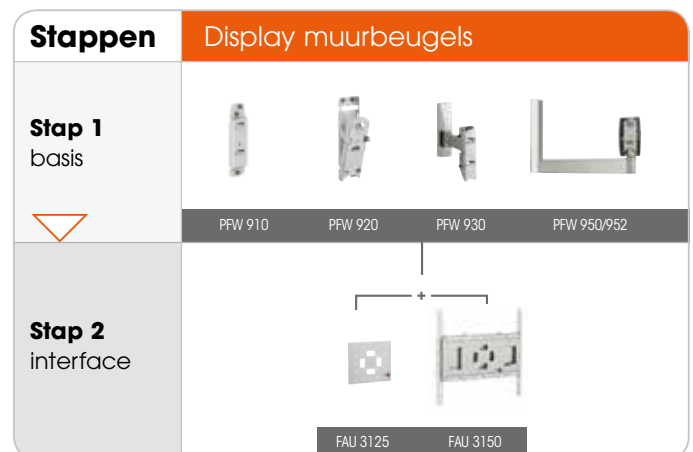 Stappen
Display muurbeugels
Stap 1
basis
PFW 910
PFW 920
PFW 930
PFW 950/952
+
Stap 2
interface
FAU 3125
FAU 3150